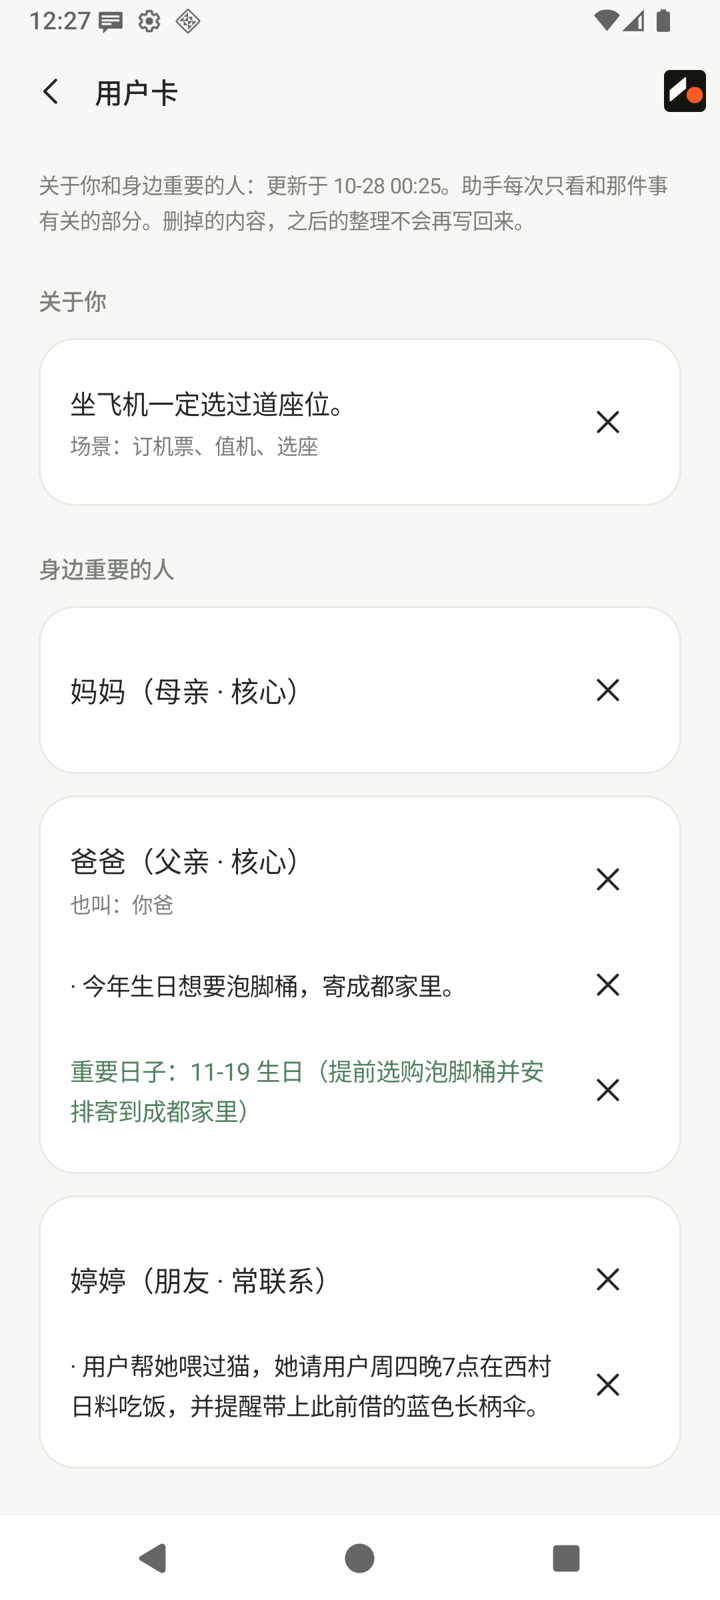 12:27
用户卡
关于你和身边重要的人：更新于 10-28 00:25。助手每次只看和那件事
有关的部分。删掉的内容，之后的整理不会再写回来。
关于你
坐飞机一定选过道座位。
场景：订机票、值机、选座
身边重要的人
妈妈（母亲 · 核心）
爸爸（父亲 · 核心）
也叫：你爸
· 今年生日想要泡脚桶，寄成都家里。
重要日子：11-19 生日（提前选购泡脚桶并安
排寄到成都家里）
婷婷（朋友 · 常联系）
· 用户帮她喂过猫，她请用户周四晚7点在西村
日料吃饭，并提醒带上此前借的蓝色长柄伞。